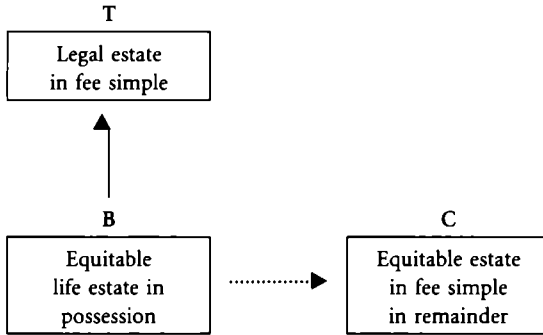 T
Legal estate
in fee simple
B
Equitable
life estate in
possession
C
Equitable estate
in fee simple
in remainder